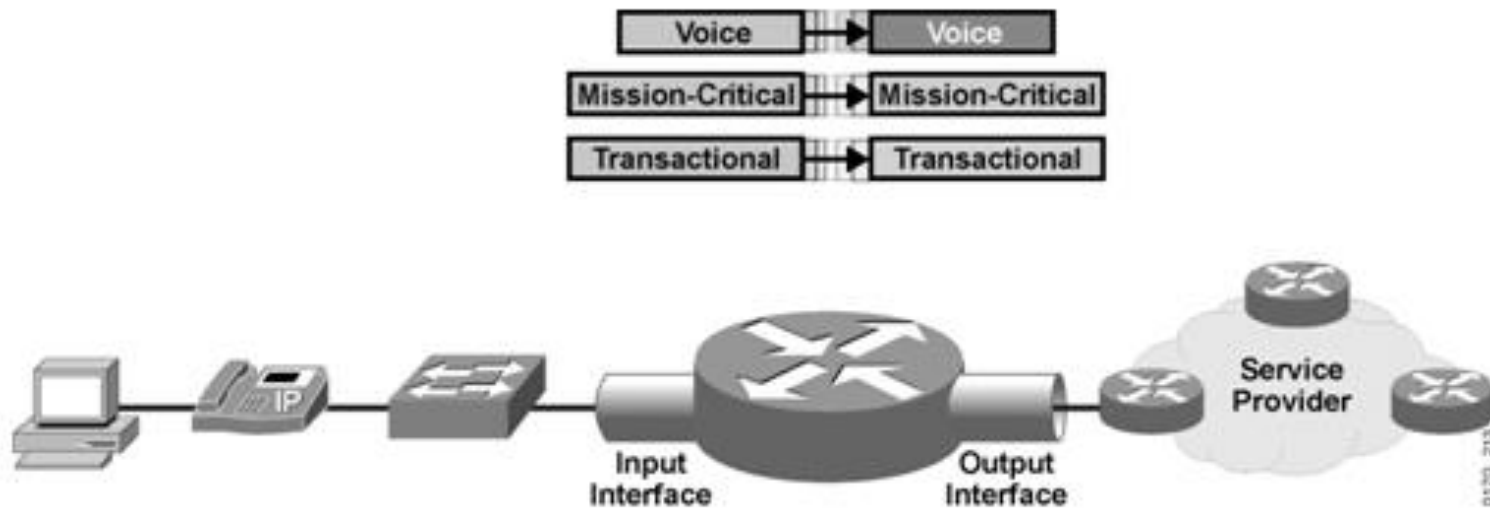 Voice Voice
Mission-Critical Mission-Critical
Transactional Transactional
IP
Input
Interface
Output
Interface
Service
Provider